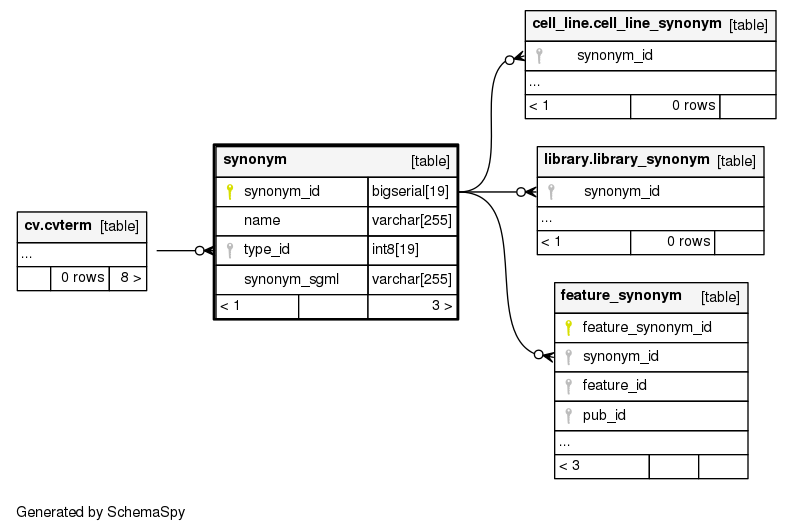 cell_line.cell_line_synonym [table]
synonym_id
...
< 1 0 rows
synonym [table]
synonym_id bigserial[19]
name varchar[255]
type_id int8[19]
synonym_sgml varchar[255]
< 1 3 >
library.library_synonym [table]
synonym_id
...
< 1 0 rows
cv.cvterm [table]
...
0 rows 8 >
feature_synonym [table]
feature_synonym_id
synonym_id
feature_id
pub_id
...
< 3
Generated by SchemaSpy